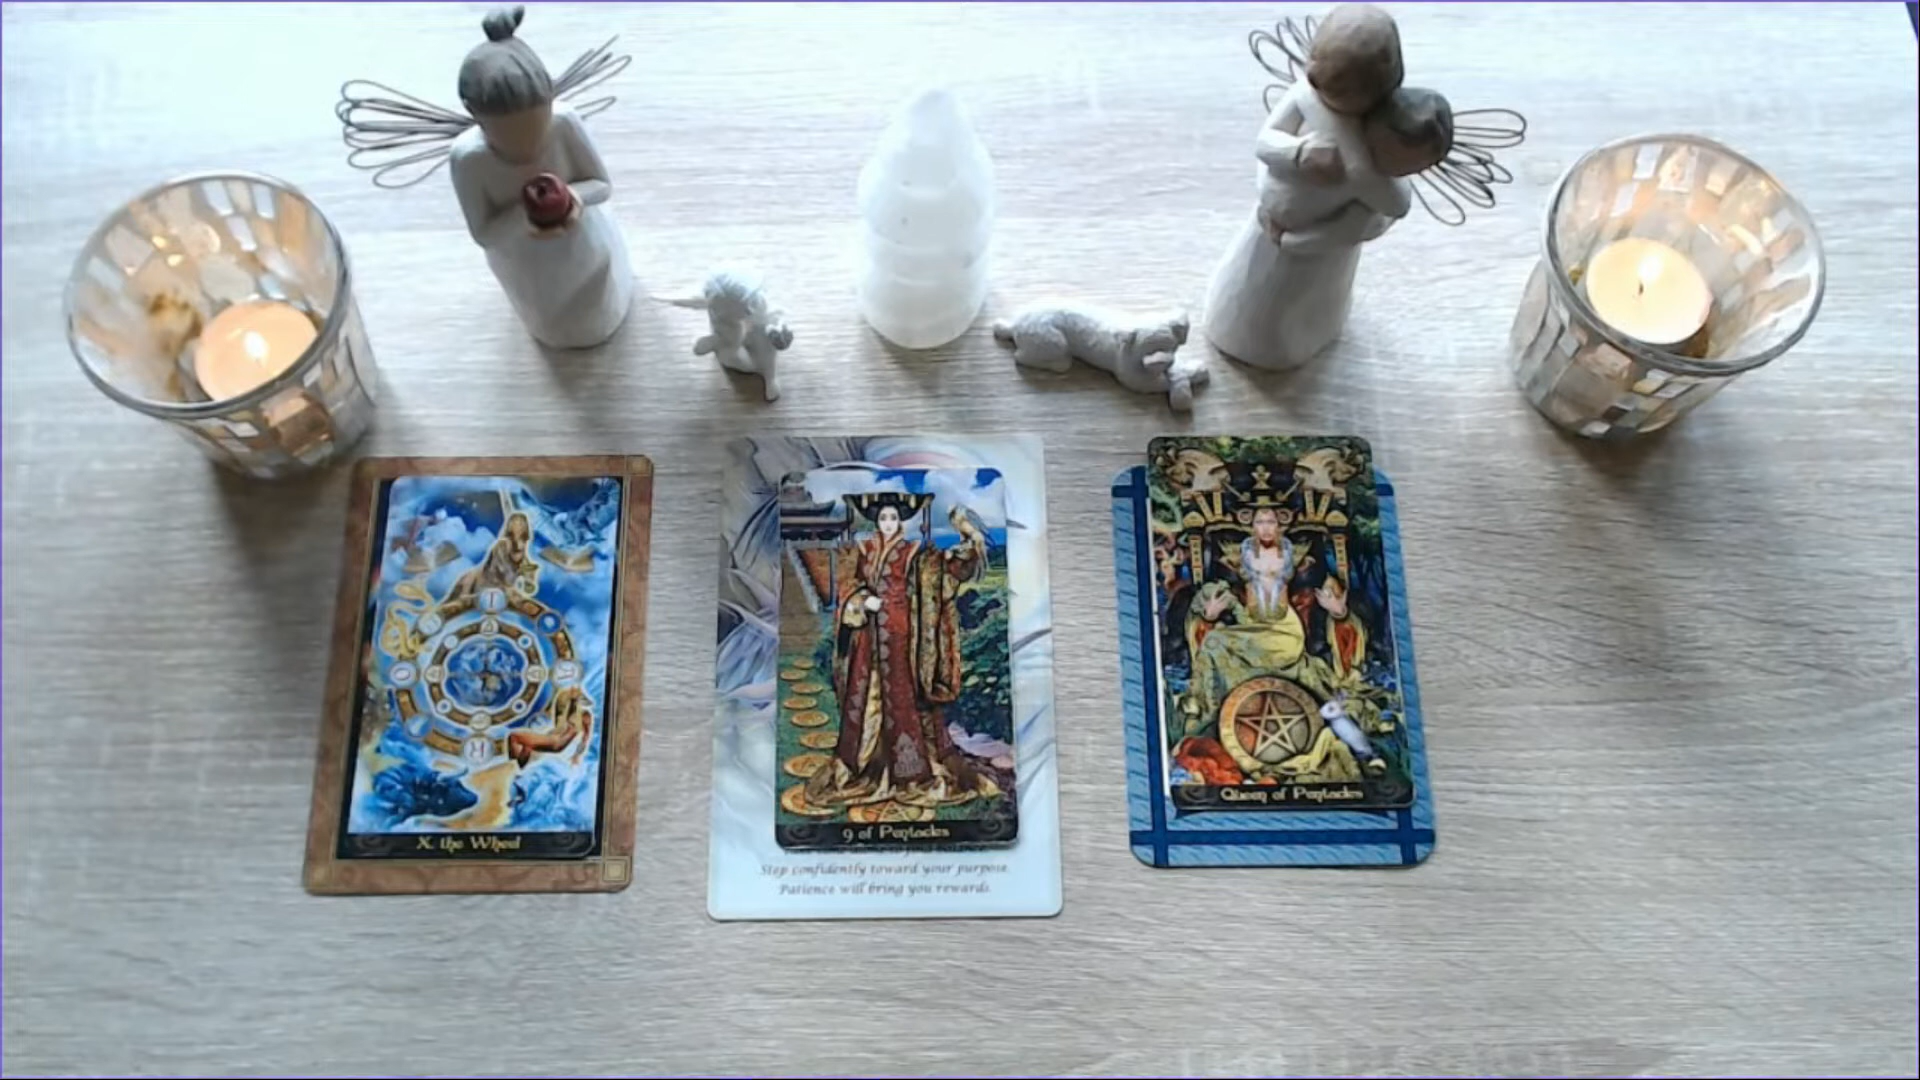 X. the Wheel
9 of Pentacles
Step confidently toward your purpose.
Patience will bring you rewards.
Queen of Pentacles